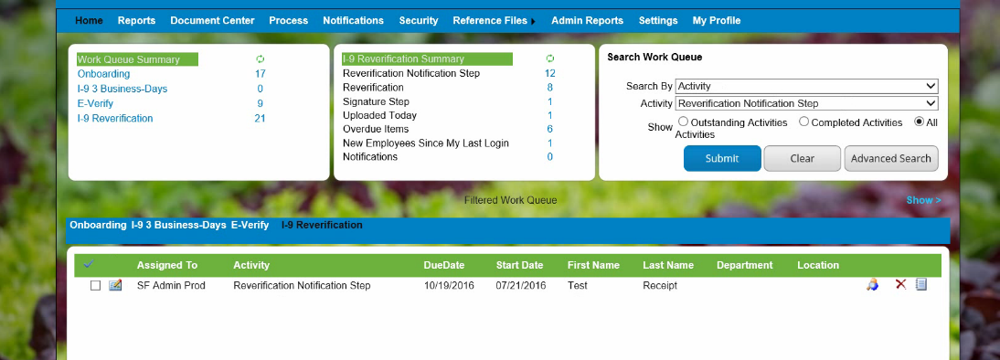 Home Reports Document Center Process Notifications Security Reference Files Admin Reports Settings My Profile
Work Queue Summary
Onboarding 17
I-9 3 Business-Days 0
E-Verify 9
I-9 Reverification 21
I-9 Reverification Summary
Reverification Notification Step 12
Reverification 8
Signature Step 1
Uploaded Today 1
Overdue Items 6
New Employees Since My Last Login 1
Notifications 0
Search Work Queue
Search By Activity
Activity Reverification Notification Step
Show Outstanding Activities Completed Activities All
Activities
Submit Clear Advanced Search
Filtered Work Queue Show >
Onboarding I-9 3 Business-Days E-Verify I-9 Reverification
Assigned To Activity DueDate Start Date First Name Last Name Department Location
SF Admin Prod Reverification Notification Step 10/19/2016 07/21/2016 Test Receipt